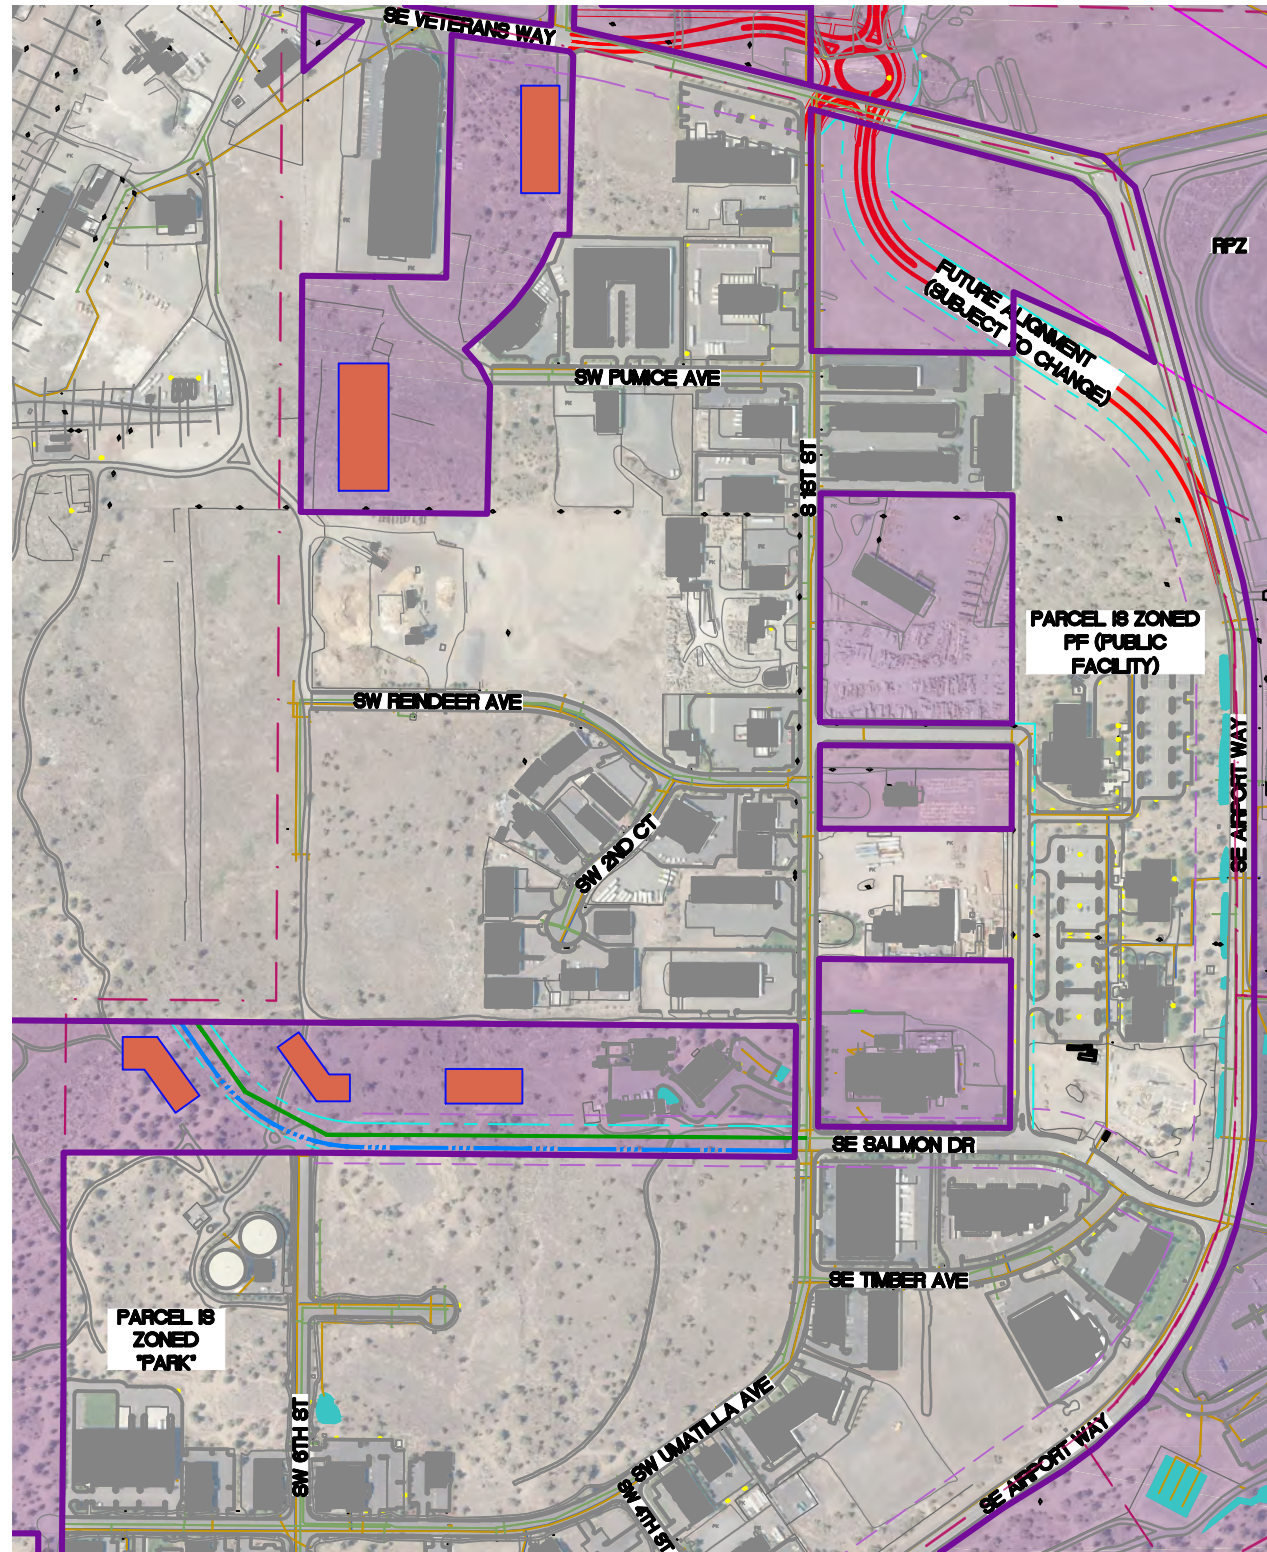 SE VETERANS WAY
RPZ
FUTURE ALIGNMENT
(SUBJECT TO CHANGE)
SW PUMICE AVE
S 1ST ST
PARCEL IS ZONED
PF (PUBLIC
FACILITY)
SW REINDEER AVE
SE AIRPORT WAY
SW 2ND CT
SE SALMON DR
SE TIMBER AVE
PARCEL IS
ZONED
"PARK"
SW 6TH ST
SW UMATILLA AVE
S SW 4TH ST
SE AIRPORT WAY